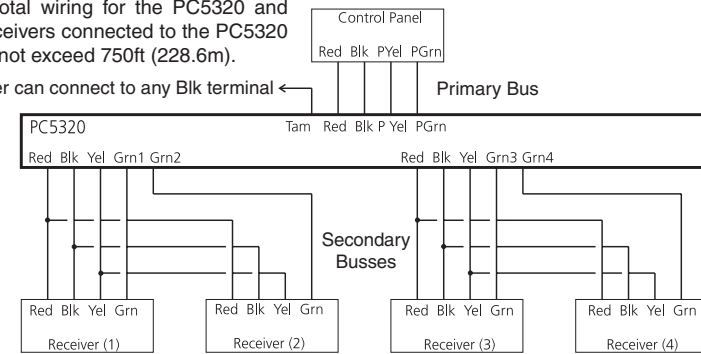 otal wiring for the PC5320 and
ceivers connected to the PC5320
not exceed 750ft (228.6m).
er can connect to any Blk terminal
Control Panel
Red Blk PYel PGrn
Primary Bus
PC5320
Tam Red Blk P Yel PGrn
Red Blk Yel Grn1 Grn2
Red Blk Yel Grn3 Grn4
Secondary
Busses
Red Blk Yel Grn
Receiver (1)
Red Blk Yel Grn
Receiver (2)
Red Blk Yel Grn
Receiver (3)
Red Blk Yel Grn
Receiver (4)